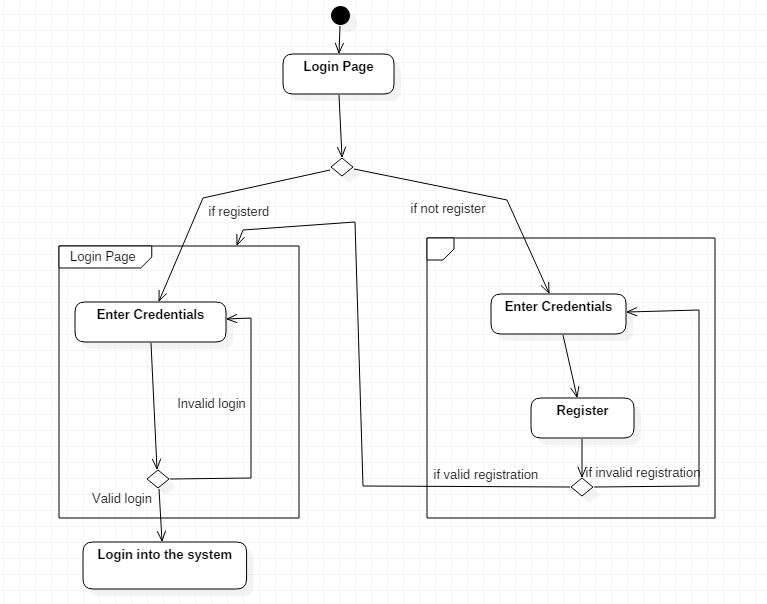 Login Page
if registerd
if not register
Login Page
Enter Credentials
Enter Credentials
Invalid login
Register
if valid registration
if invalid registration
Valid login
Login into the system